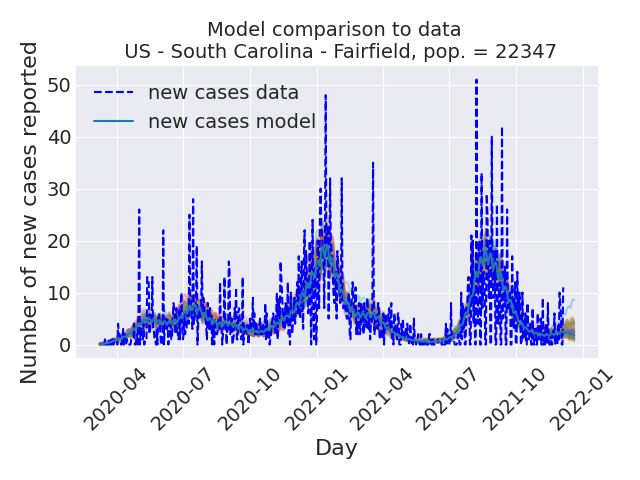 Model comparison to data
US - South Carolina - Fairfield, pop. = 22347
Number of new cases reported
50
40
30
20
10
0
new cases data
new cases model
2020-04
2020-07
2020-10
2021-01
2021-04
2021-07
2021-10
2022-01
Day